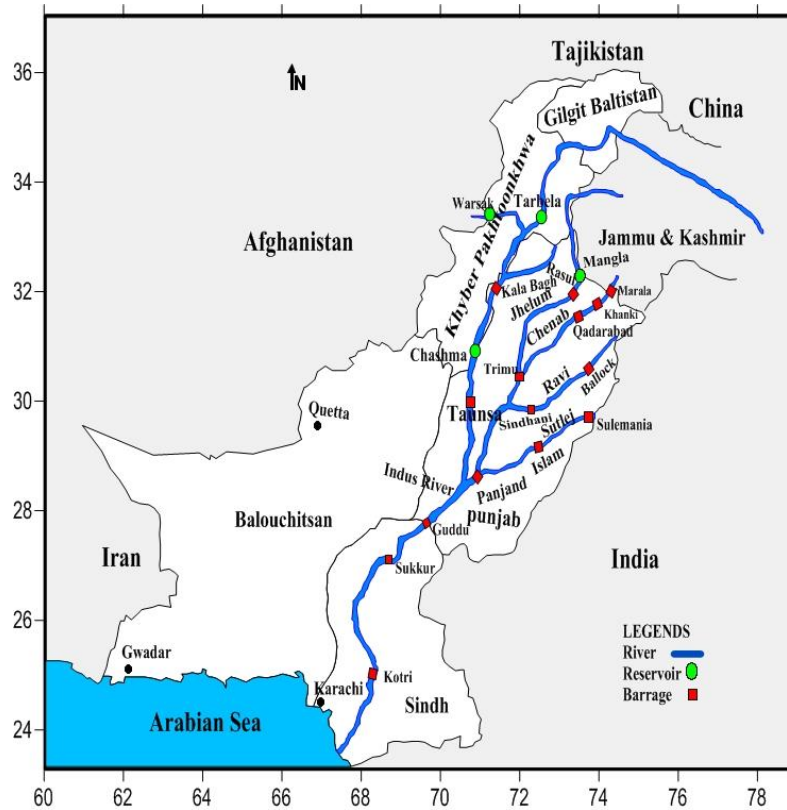 36
34
32
30
28
26
24
60
62
64
66
68
70
72
74
76
78
N
Tajikistan
Gilgit Baltistan
China
Khyber Pakhtoonkhwa
Warsak
Tarbela
Afghanistan
Jammu & Kashmir
Mangla
Rasul
Kala Bagh
Jhelum
Marala
Khanki
Chenab
Qadarabad
Chashma
Trimu
Ravi
Ballock
Quetta
Taunsa
Sindhani
Sutlej
Sulemania
Islam
Indus River
Panjand
punjab
Balouchitsan
Guddu
Iran
Sukkur
India
Gwadar
Karachi
Kotri
Sindh
Arabian Sea
LEGENDS
River
Reservoir
Barrage